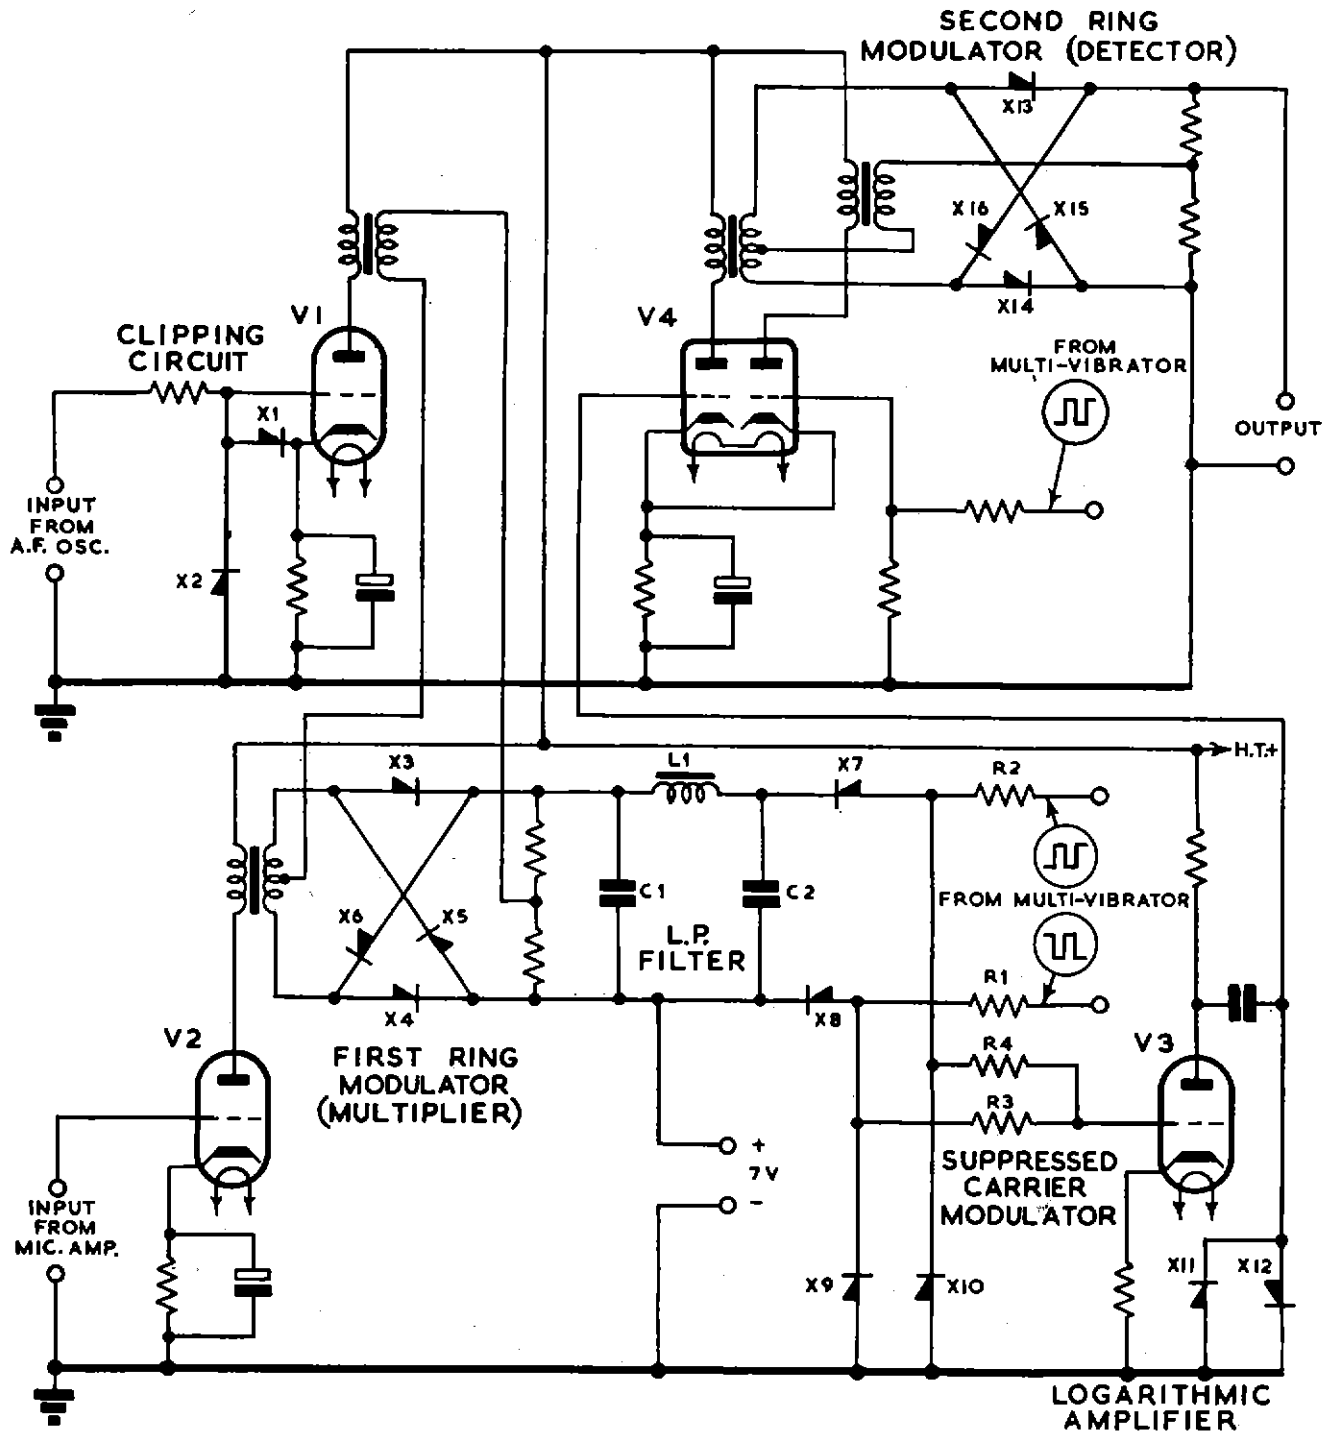 SECOND RING
MODULATOR (DETECTOR)
X13
X16
X15
X14
V1
V4
CLIPPING
CIRCUIT
X1
FROM
MULTI-VIBRATOR
OUTPUT
INPUT
FROM
A.F. OSC.
X2
H.T.+
X3
L1
X7
R2
C1
C2
FROM MULTI-VIBRATOR
X6
X5
L.P.
FILTER
R1
X4
X8
V2
R4
V3
FIRST RING
MODULATOR
(MULTIPLIER)
R3
+
7V
-
SUPPRESSED
CARRIER
MODULATOR
INPUT
FROM
MIC. AMP.
X9
X10
X11
X12
LOGARITHMIC
AMPLIFIER